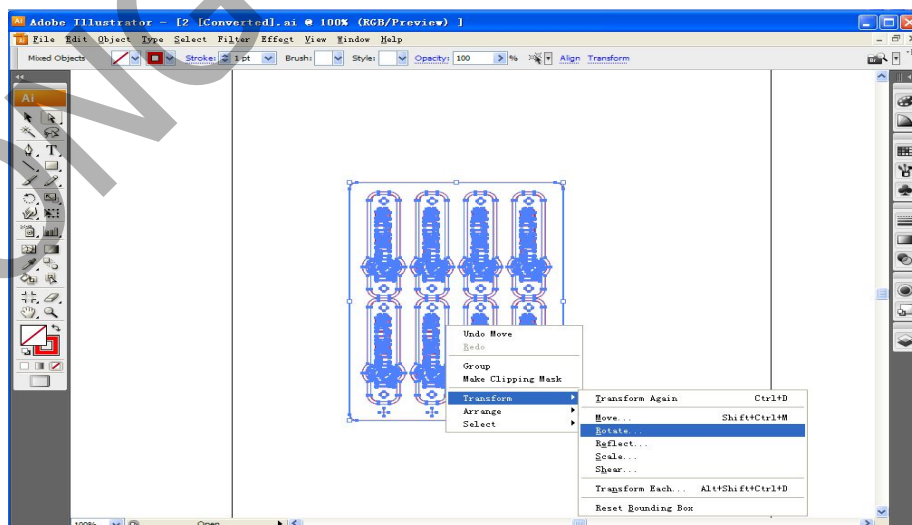 Adobe Illustrator - [2 [Converted].ai @ 100% (RGB/Preview) ]
File Edit Object Type Select Filter Effect View Window Help
Mixed Objects Stroke: 1 pt Brush: Style: Opacity: 100 % Align Transform
Ai
T
Undo Move
Redo
Group
Make Clipping Mask
Transform
Arrange
Select
Transform Again Ctrl+D
Move... Shift+Ctrl+M
Rotate...
Reflect...
Scale...
Shear...
Transform Each... Alt+Shift+Ctrl+D
Reset Bounding Box
100% Open
ONG